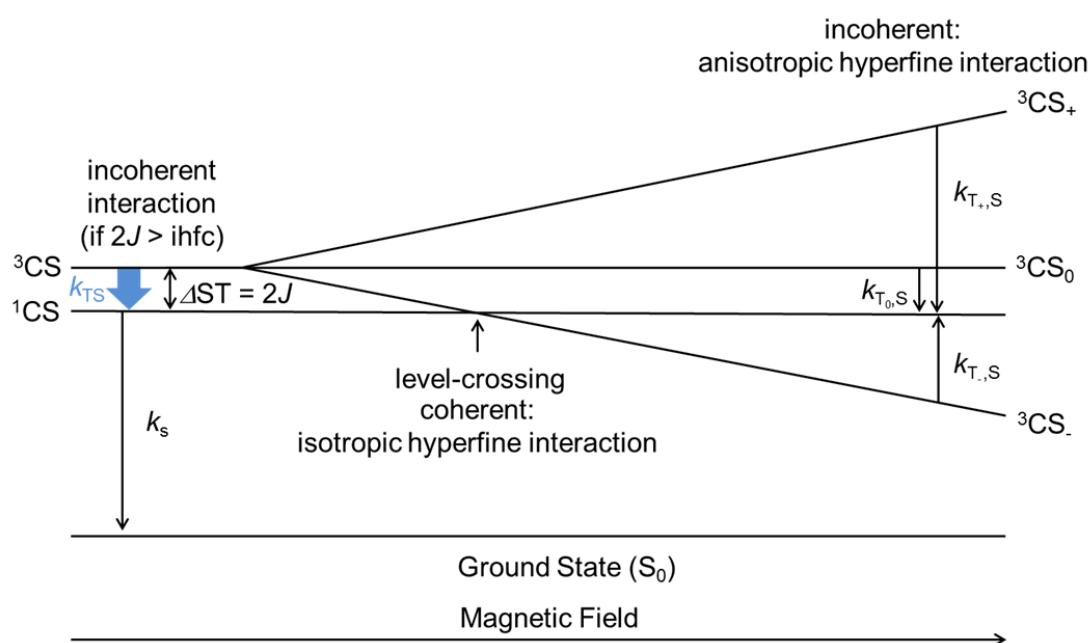 incoherent:
anisotropic hyperfine interaction
³CS₊
incoherent
interaction
(if 2J > ihfc)
k_T₊,S
³CS
³CS₀
k_TS
ΔST = 2J
k_T₀,S
¹CS
k_T₋,S
level-crossing
coherent:
isotropic hyperfine interaction
k_s
³CS₋
Ground State (S₀)
Magnetic Field